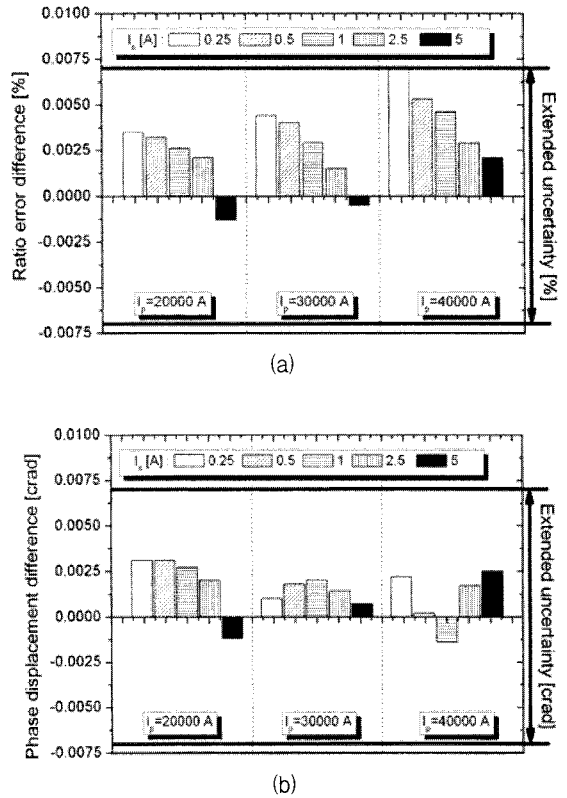 0.0100
I_s [A] : 0.25 0.5 1 2.5 5
0.0075
0.0050
0.0025
0.0000
-0.0025
-0.0050
-0.0075
Ratio error difference [%]
Extended uncertainty [%]
I_p=20000 A I_p=30000 A I_p=40000 A
(a)
0.0100
I_s [A] 0.25 0.5 1 2.5 5
0.0075
0.0050
0.0025
0.0000
-0.0025
-0.0050
-0.0075
Phase displacement difference [crad]
Extended uncertainty [crad]
I_p=20000 A I_p=30000 A I_p=40000 A
(b)